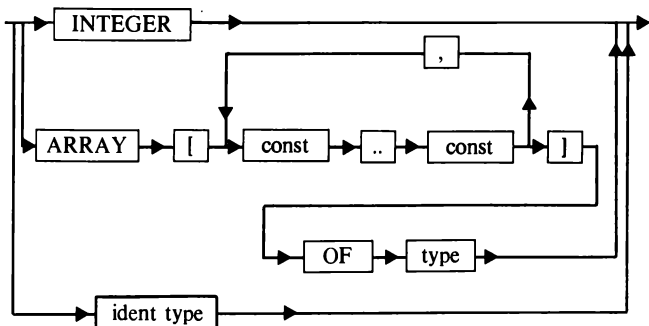 INTEGER
,
ARRAY [ const .. const ]
OF type
ident type